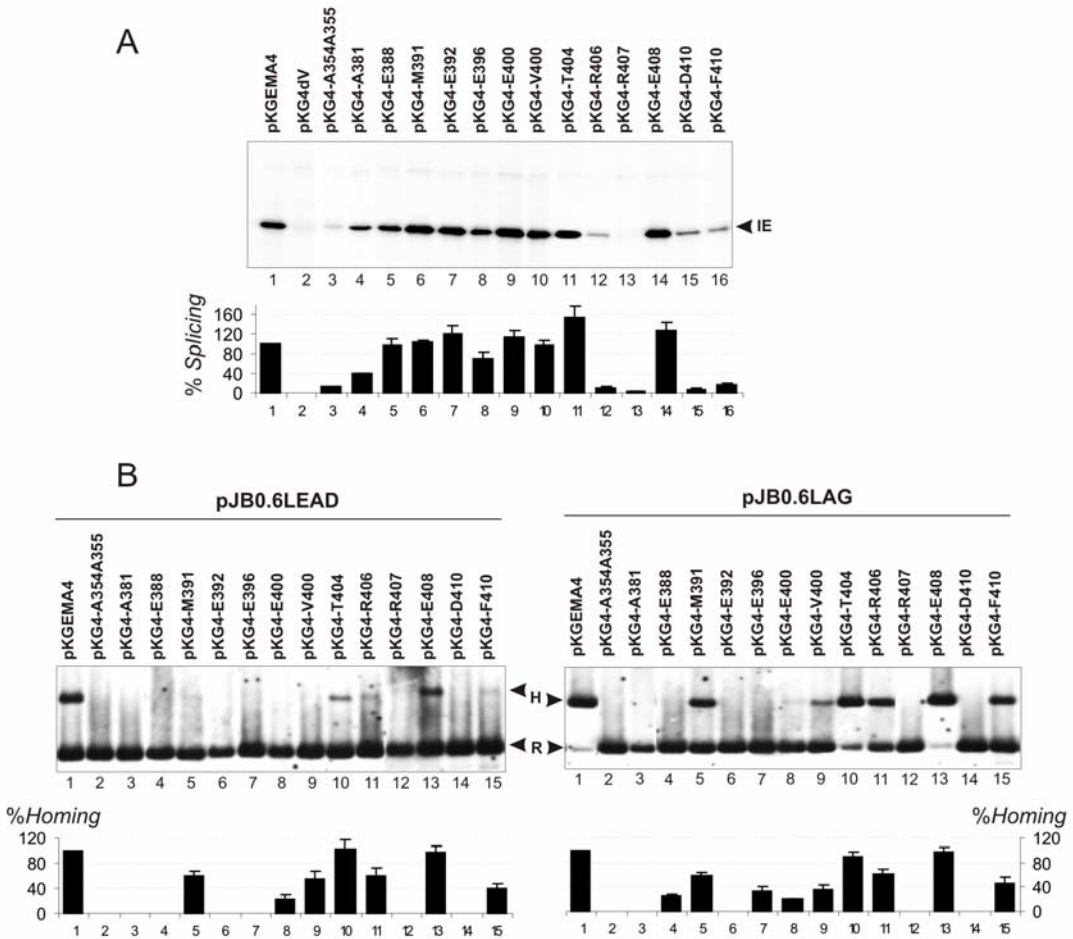 A
pKGEMA4
pKG4dV
pKG4-A354A355
pKG4-A381
pKG4-E388
pKG4-M391
pKG4-E392
pKG4-E396
pKG4-E400
pKG4-V400
pKG4-T404
pKG4-R406
pKG4-R407
pKG4-E408
pKG4-D410
pKG4-F410
IE
1 2 3 4 5 6 7 8 9 10 11 12 13 14 15 16
% Splicing
160
120
80
40
0
1 2 3 4 5 6 7 8 9 10 11 12 13 14 15 16
B
pJB0.6LEAD
pKGEMA4
pKG4-A354A355
pKG4-A381
pKG4-E388
pKG4-M391
pKG4-E392
pKG4-E396
pKG4-E400
pKG4-V400
pKG4-T404
pKG4-R406
pKG4-R407
pKG4-E408
pKG4-D410
pKG4-F410
H
R
1 2 3 4 5 6 7 8 9 10 11 12 13 14 15
%Homing
120
80
40
0
1 2 3 4 5 6 7 8 9 10 11 12 13 14 15
pJB0.6LAG
pKGEMA4
pKG4-A354A355
pKG4-A381
pKG4-E388
pKG4-M391
pKG4-E392
pKG4-E396
pKG4-E400
pKG4-V400
pKG4-T404
pKG4-R406
pKG4-R407
pKG4-E408
pKG4-D410
pKG4-F410
1 2 3 4 5 6 7 8 9 10 11 12 13 14 15
%Homing
120
80
40
0
1 2 3 4 5 6 7 8 9 10 11 12 13 14 15